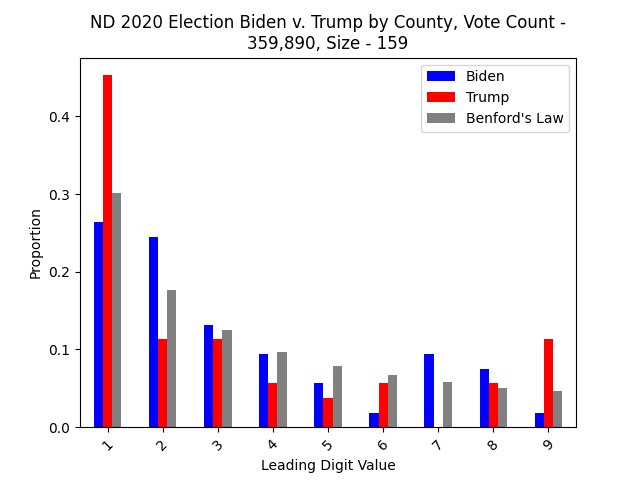 ND 2020 Election Biden v. Trump by County, Vote Count -
359,890, Size - 159
Biden
Trump
Benford's Law
0.4
0.3
0.2
0.1
0.0
Proportion
1 2 3 4 5 6 7 8 9
Leading Digit Value